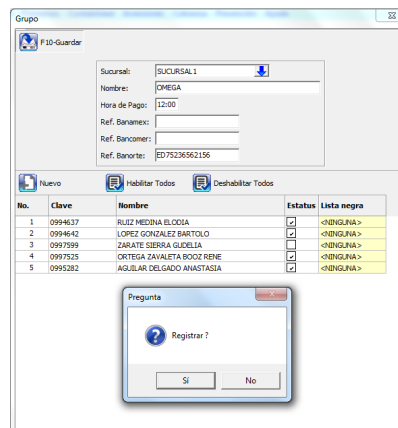 Grupo
F10-Guardar
Sucursal: SUCURSAL1
Nombre: OMEGA
Hora de Pago: 12:00
Ref. Banamex:
Ref. Bancomer:
Ref. Banorte: ED75236562156
Nuevo Habilitar Todos Deshabilitar Todos
No. Clave Nombre Estatus Lista negra
1 0994637 RUIZ MEDINA ELODIA <NINGUNA>
2 0994642 LOPEZ GONZALEZ BARTOLO <NINGUNA>
3 0997599 ZARATE SIERRA GUDELIA <NINGUNA>
4 0997525 ORTEGA ZAVALETA BOOZ RENE <NINGUNA>
5 0995282 AGUILAR DELGADO ANASTASIA <NINGUNA>
Pregunta
Registrar ?
Sí No